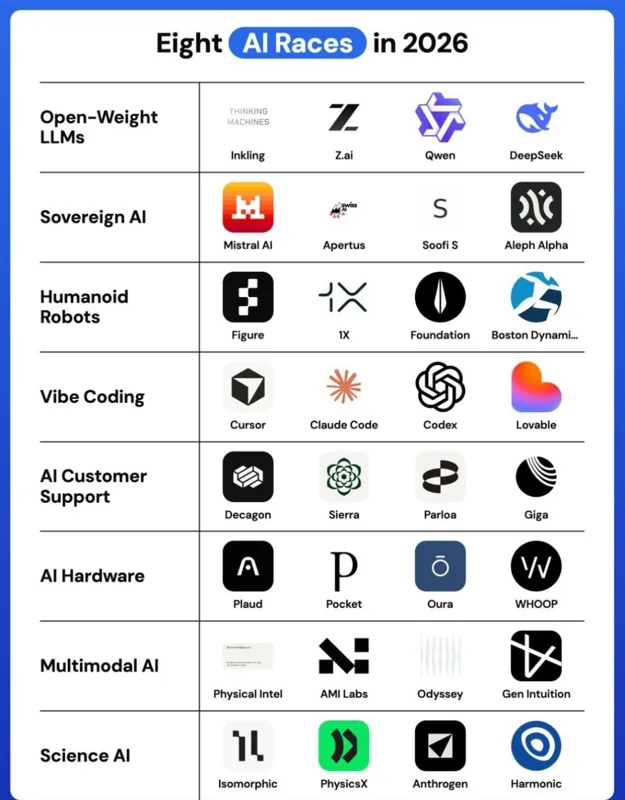 Eight AI Races in 2026
Open-Weight
LLMs
THINKING
MACHINES
Inkling
Z.ai
Qwen
DeepSeek
Sovereign AI
swiss
AI
S
Mistral AI
Apertus
Soofi S
Aleph Alpha
Humanoid
Robots
Figure
1X
Foundation
Boston Dynami...
Vibe Coding
Cursor
Claude Code
Codex
Lovable
AI Customer
Support
Decagon
Sierra
Parloa
Giga
AI Hardware
P
Plaud
Pocket
Oura
WHOOP
Multimodal AI
Physical Intel
AMI Labs
Odyssey
Gen Intuition
Science AI
Isomorphic
PhysicsX
Anthrogen
Harmonic